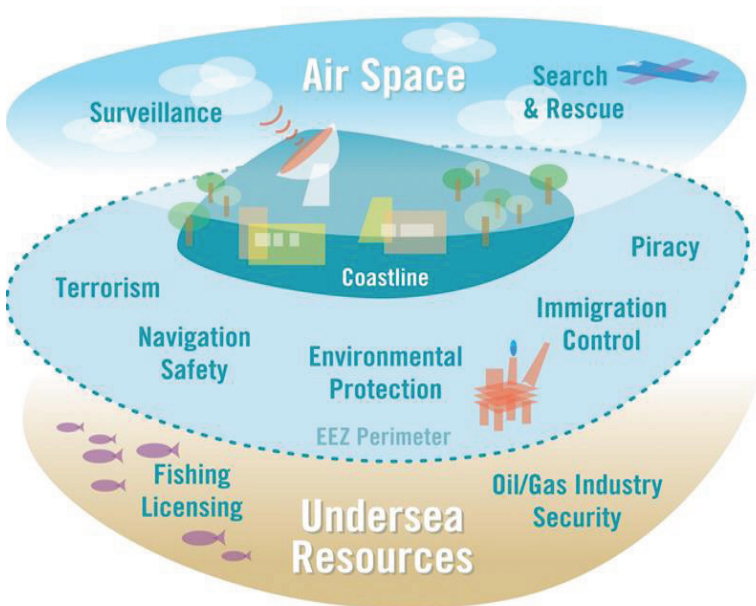 Air Space
Search
& Rescue
Surveillance
Coastline
Piracy
Terrorism
Immigration
Control
Navigation
Safety
Environmental
Protection
EEZ Perimeter
Fishing
Licensing
Oil/Gas Industry
Security
Undersea
Resources